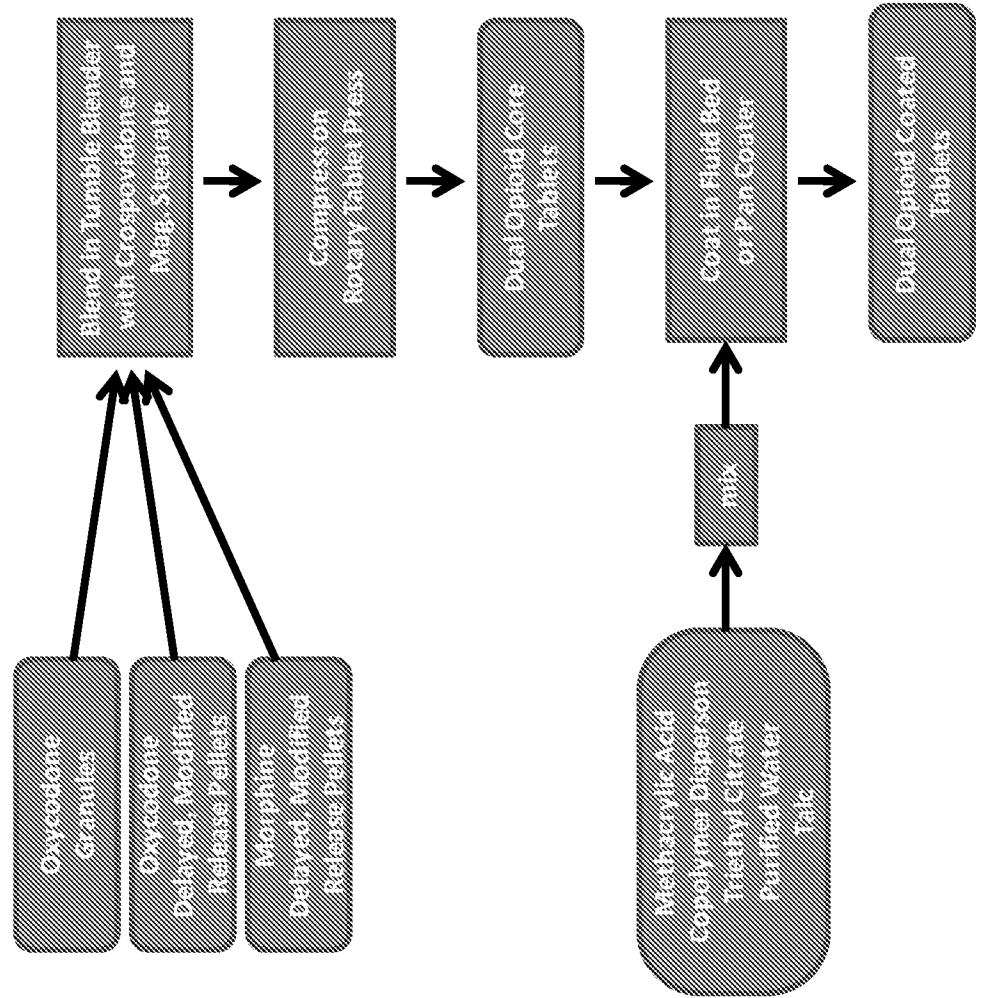 Oxycodone
Granules
Oxycodone
Delayed, Modified
Release Pellets
Morphine
Delayed, Modified
Release Pellets
Blend in Tumble Blender
with Crospovidone and
Mag. Strearate
Compress on
Rotary Tablet Press
Dual Opioid Core
Tablets
Methacrylic Acid
Copolymer Disperson
Triethyl Citrate
Purified Water
Talc
mix
Coat in Fluid Bed
or Pan Coater
Dual Opioid Coated
Tablets